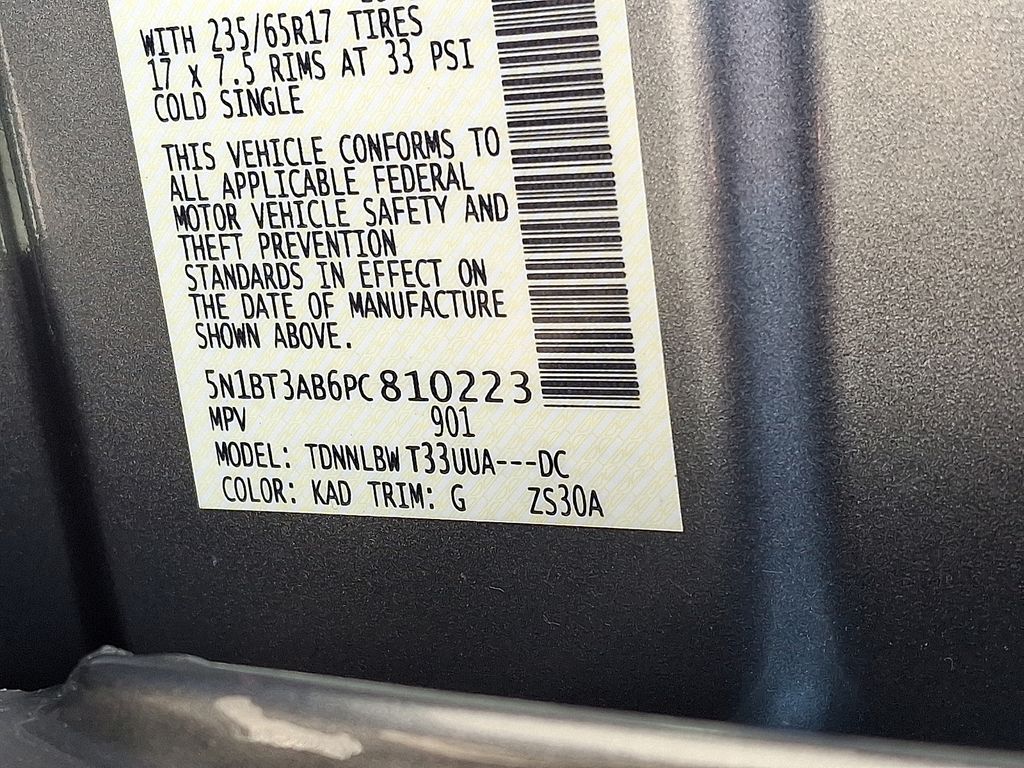 WITH 235/65R17 TIRES
17 x 7.5 RIMS AT 33 PSI
COLD SINGLE
THIS VEHICLE CONFORMS TO
ALL APPLICABLE FEDERAL
MOTOR VEHICLE SAFETY AND
THEFT PREVENTION
STANDARDS IN EFFECT ON
THE DATE OF MANUFACTURE
SHOWN ABOVE.
5N1BT3AB6PC810223
MPV 901
MODEL: TDNNLBW T33UUA---DC
COLOR: KAD TRIM: G ZS30A